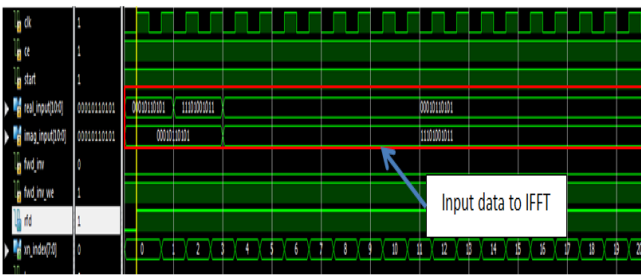 clk 1
ce 1
start 1
real_input[10:0] 00010110101 00010110101 11101001011 00010110101
imag_input[10:0] 00010110101 00010110101 11101001011
fwd_inv 0
fwd_inv_we 1
Input data to IFFT
rfd 1
xn_index[7:0] 0 0 1 2 3 4 5 6 7 8 9 10 11 12 13 14 15 16 17 18 19 20